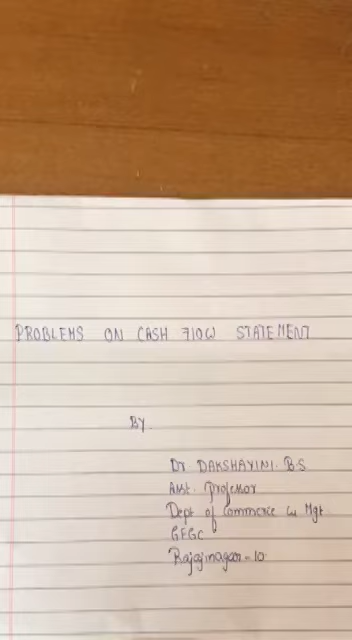 PROBLEMS ON CASH FLOW STATEMENT
BY
Dr DAKSHAYINI. B.S
Asst. Professor
Dept of Commerce & Mgt
GFGC
Rajajinagar - 10